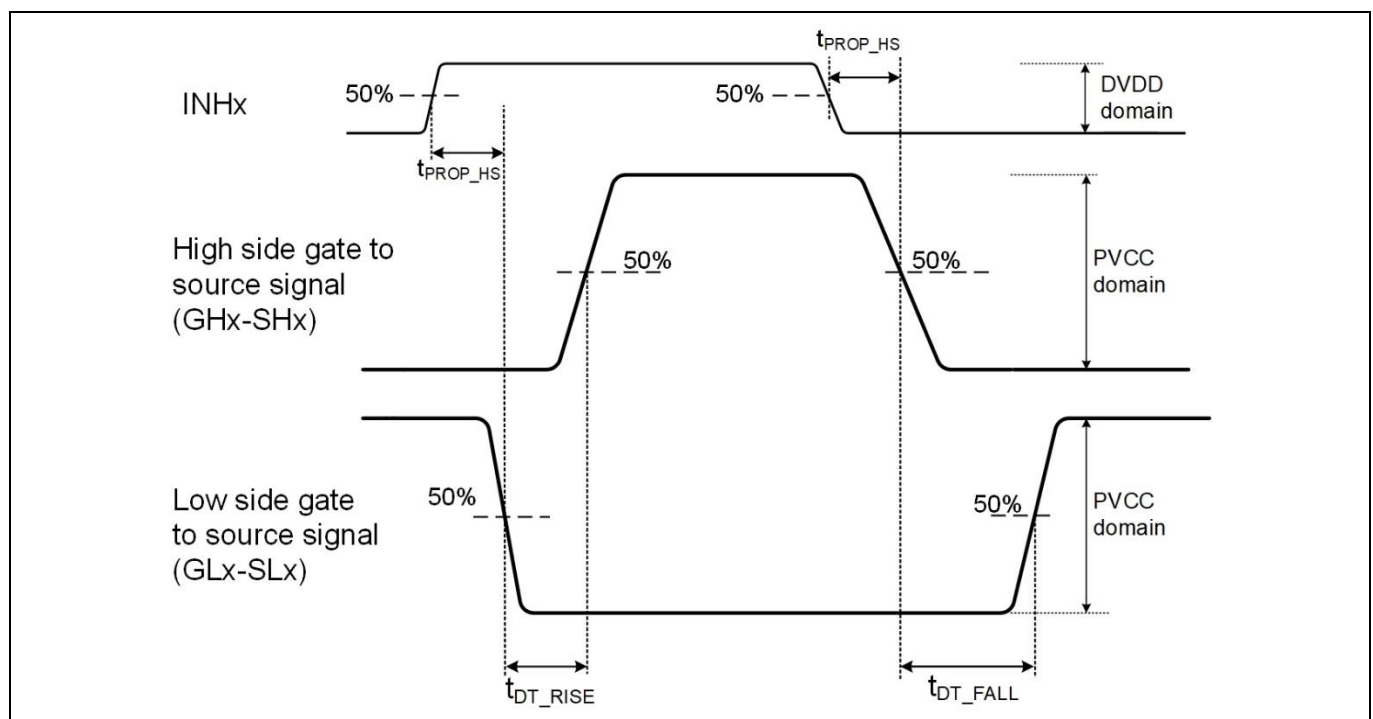 tPROP_HS
INHx
50%
50%
DVDD
domain
tPROP_HS
High side gate to
source signal
(GHx-SHx)
50%
50%
PVCC
domain
Low side gate
to source signal
(GLx-SLx)
50%
50%
PVCC
domain
tDT_RISE
tDT_FALL